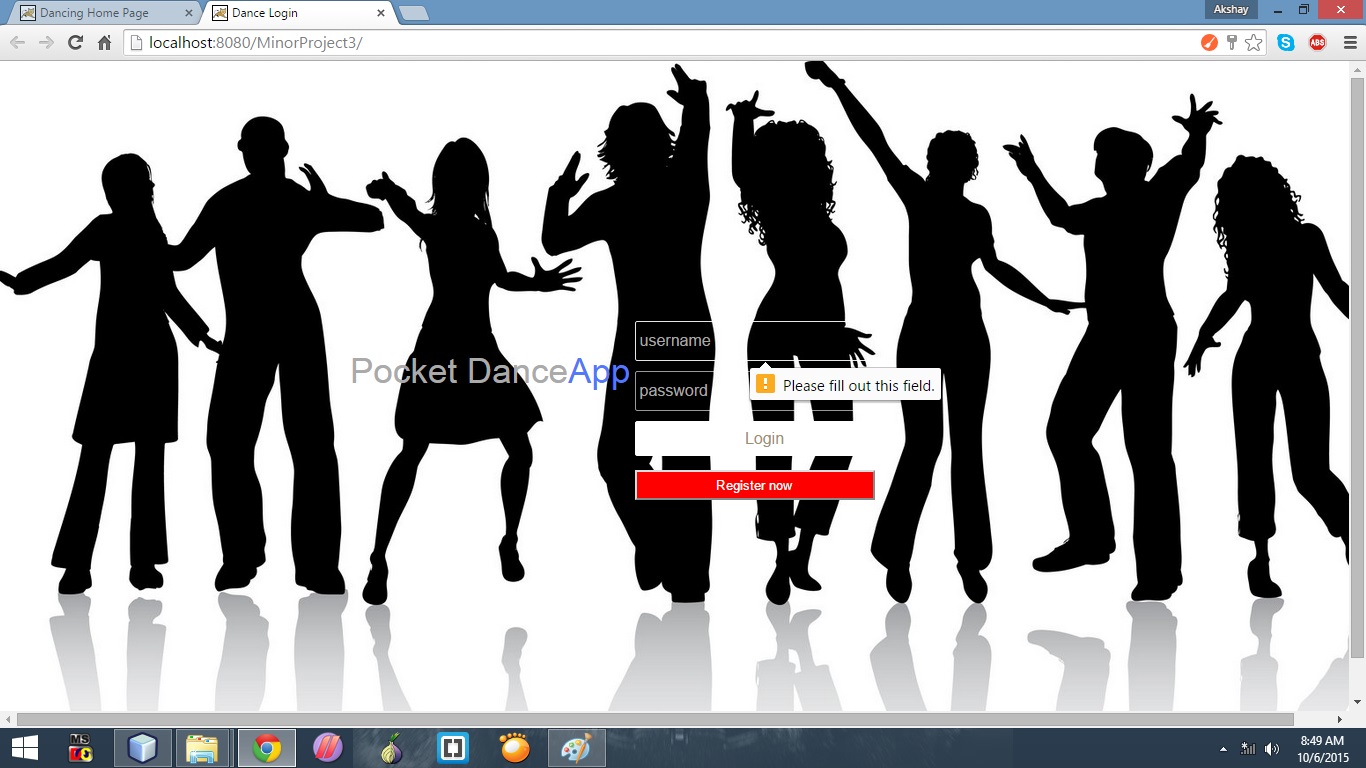 Dancing Home Page
Dance Login
Akshay
localhost:8080/MinorProject3/
ABS
username
Pocket DanceApp
Please fill out this field.
password
Login
Register now
MS
8:49 AM
10/6/2015